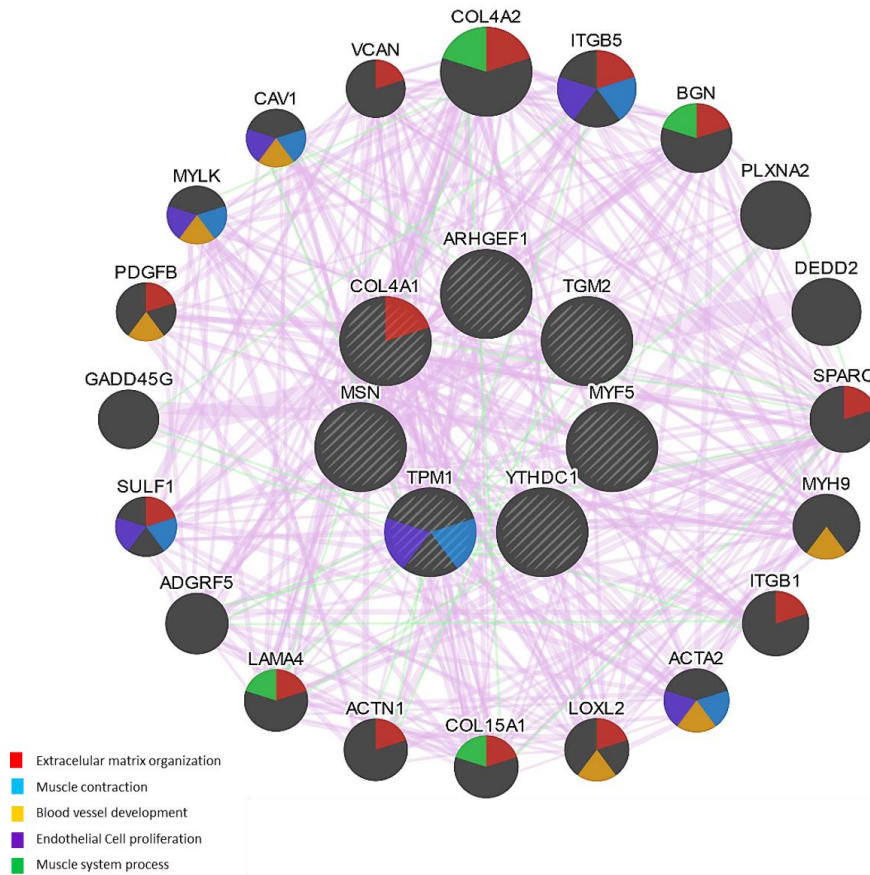 COL4A2
VCAN
ITGB5
CAV1
BGN
MYLK
PLXNA2
ARHGEF1
PDGFB
COL4A1
TGM2
DEDD2
GADD45G
MSN
MYF5
SPARC
SULF1
TPM1
YTHDC1
MYH9
ADGRF5
ITGB1
LAMA4
ACTA2
ACTN1
COL15A1
LOXL2
Extracelular matrix organization
Muscle contraction
Blood vessel development
Endothelial Cell proliferation
Muscle system process